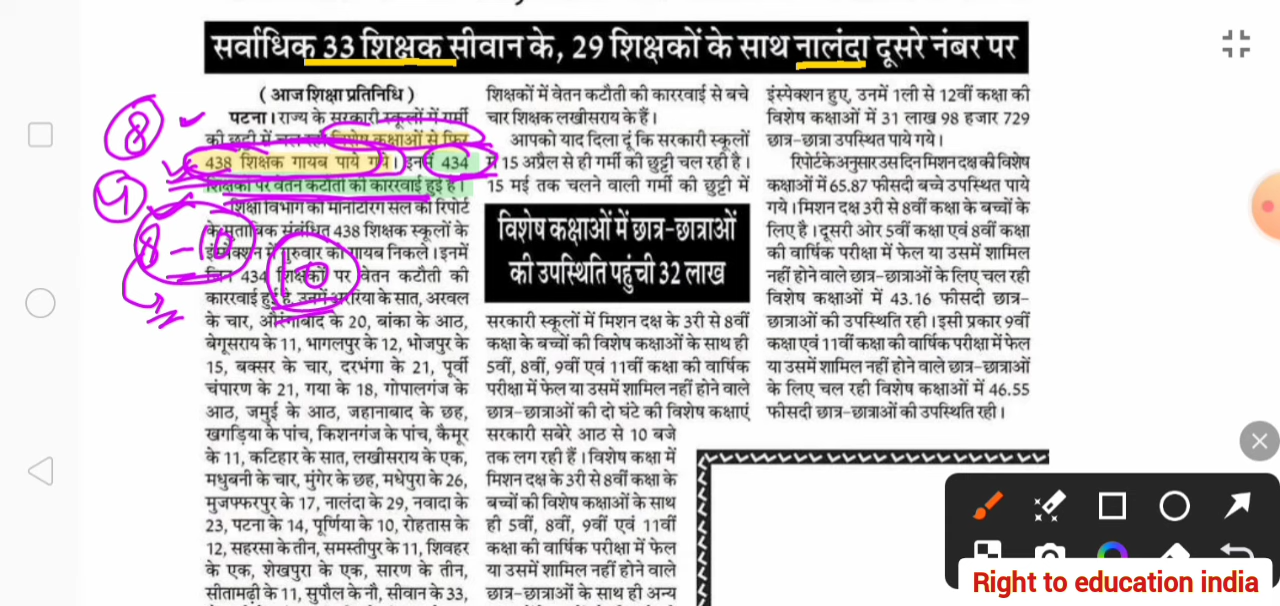 सर्वाधिक 33 शिक्षक सीवान के, 29 शिक्षकों के साथ नालंदा दूसरे नंबर पर
( आज शिक्षा प्रतिनिधि )
पटना। राज्य के सरकारी स्कूलों में गर्मी
की छुट्टी में चल रही विशेष कक्षाओं से फिर
438 शिक्षक गायब पाये गये। इनमें 434
शिक्षकों पर वेतन कटौती की काररवाई हुई है।
शिक्षा विभाग की मॉनीटरिंग सेल की रिपोर्ट
के मुताबिक संबंधित 438 शिक्षक स्कूलों के
इंस्पेक्शन में गुरुवार को गायब निकले। इनमें
जिन 434 शिक्षकों पर वेतन कटौती की
काररवाई हुई है, उनमें अररिया के सात, अरवल
के चार, औरंगाबाद के 20, बांका के आठ,
बेगूसराय के 11, भागलपुर के 12, भोजपुर के
15, बक्सर के चार, दरभंगा के 21, पूर्वी
चंपारण के 21, गया के 18, गोपालगंज के
आठ, जमुई के आठ, जहानाबाद के छह,
खगड़िया के पांच, किशनगंज के पांच, कैमूर
के 11, कटिहार के सात, लखीसराय के एक,
मधुबनी के चार, मुंगेर के छह, मधेपुरा के 26,
मुजफ्फरपुर के 17, नालंदा के 29, नवादा के
23, पटना के 14, पूर्णिया के 10, रोहतास के
12, सहरसा के तीन, समस्तीपुर के 11, शिवहर
के एक, शेखपुरा के एक, सारण के तीन,
सीतामढ़ी के 11, सुपौल के नौ, सीवान के 33,
शिक्षकों में वेतन कटौती की काररवाई से बचे
चार शिक्षक लखीसराय के हैं।
आपको याद दिला दूं कि सरकारी स्कूलों
में 15 अप्रैल से ही गर्मी की छुट्टी चल रही है।
15 मई तक चलने वाली गर्मी की छुट्टी में
विशेष कक्षाओं में छात्र-छात्राओं
की उपस्थिति पहुंची 32 लाख
सरकारी स्कूलों में मिशन दक्ष के 3री से 8वीं
कक्षा के बच्चों की विशेष कक्षाओं के साथ ही
5वीं, 8वीं, 9वीं एवं 11वीं कक्षा की वार्षिक
परीक्षा में फेल या उसमें शामिल नहीं होने वाले
छात्र-छात्राओं की दो घंटे की विशेष कक्षाएं
सरकारी सबेरे आठ से 10 बजे
तक लग रही हैं। विशेष कक्षा में
मिशन दक्ष के 3री से 8वीं कक्षा के
बच्चों की विशेष कक्षाओं के साथ
ही 5वीं, 8वीं, 9वीं एवं 11वीं
कक्षा की वार्षिक परीक्षा में फेल
या उसमें शामिल नहीं होने वाले
छात्र-छात्राओं के साथ ही अन्य
इंस्पेक्शन हुए, उनमें 1ली से 12वीं कक्षा की
विशेष कक्षाओं में 31 लाख 98 हजार 729
छात्र-छात्रा उपस्थित पाये गये।
रिपोर्ट के अनुसार उस दिन मिशन दक्ष की विशेष
कक्षाओं में 65.87 फीसदी बच्चे उपस्थित पाये
गये। मिशन दक्ष 3री से 8वीं कक्षा के बच्चों के
लिए है। दूसरी ओर 5वीं कक्षा एवं 8वीं कक्षा
की वार्षिक परीक्षा में फेल या उसमें शामिल
नहीं होने वाले छात्र-छात्राओं के लिए चल रही
विशेष कक्षाओं में 43.16 फीसदी छात्र-
छात्राओं की उपस्थिति रही। इसी प्रकार 9वीं
कक्षा एवं 11वीं कक्षा की वार्षिक परीक्षा में फेल
या उसमें शामिल नहीं होने वाले छात्र-छात्राओं
के लिए चल रही विशेष कक्षाओं में 46.55
फीसदी छात्र-छात्राओं की उपस्थिति रही।
8
9
8-10
10
Right to education india